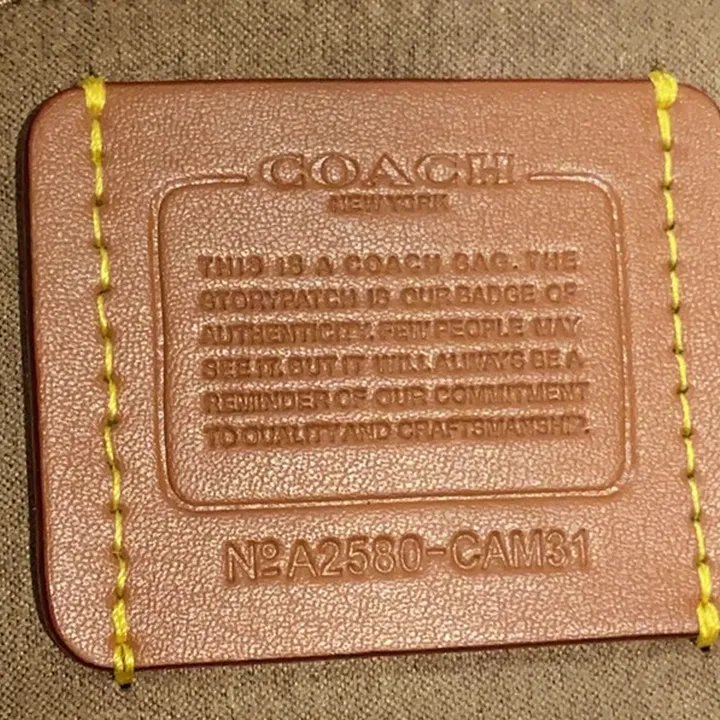 COACH
NEW YORK
THIS IS A COACH BAG. THE
STORYPATCH IS OUR BADGE OF
AUTHENTICITY. FEW PEOPLE MAY
SEE IT. BUT IT WILL ALWAYS BE A
REMINDER OF OUR COMMITMENT
TO QUALITY AND CRAFTSMANSHIP.
Nº A2580-CAM31